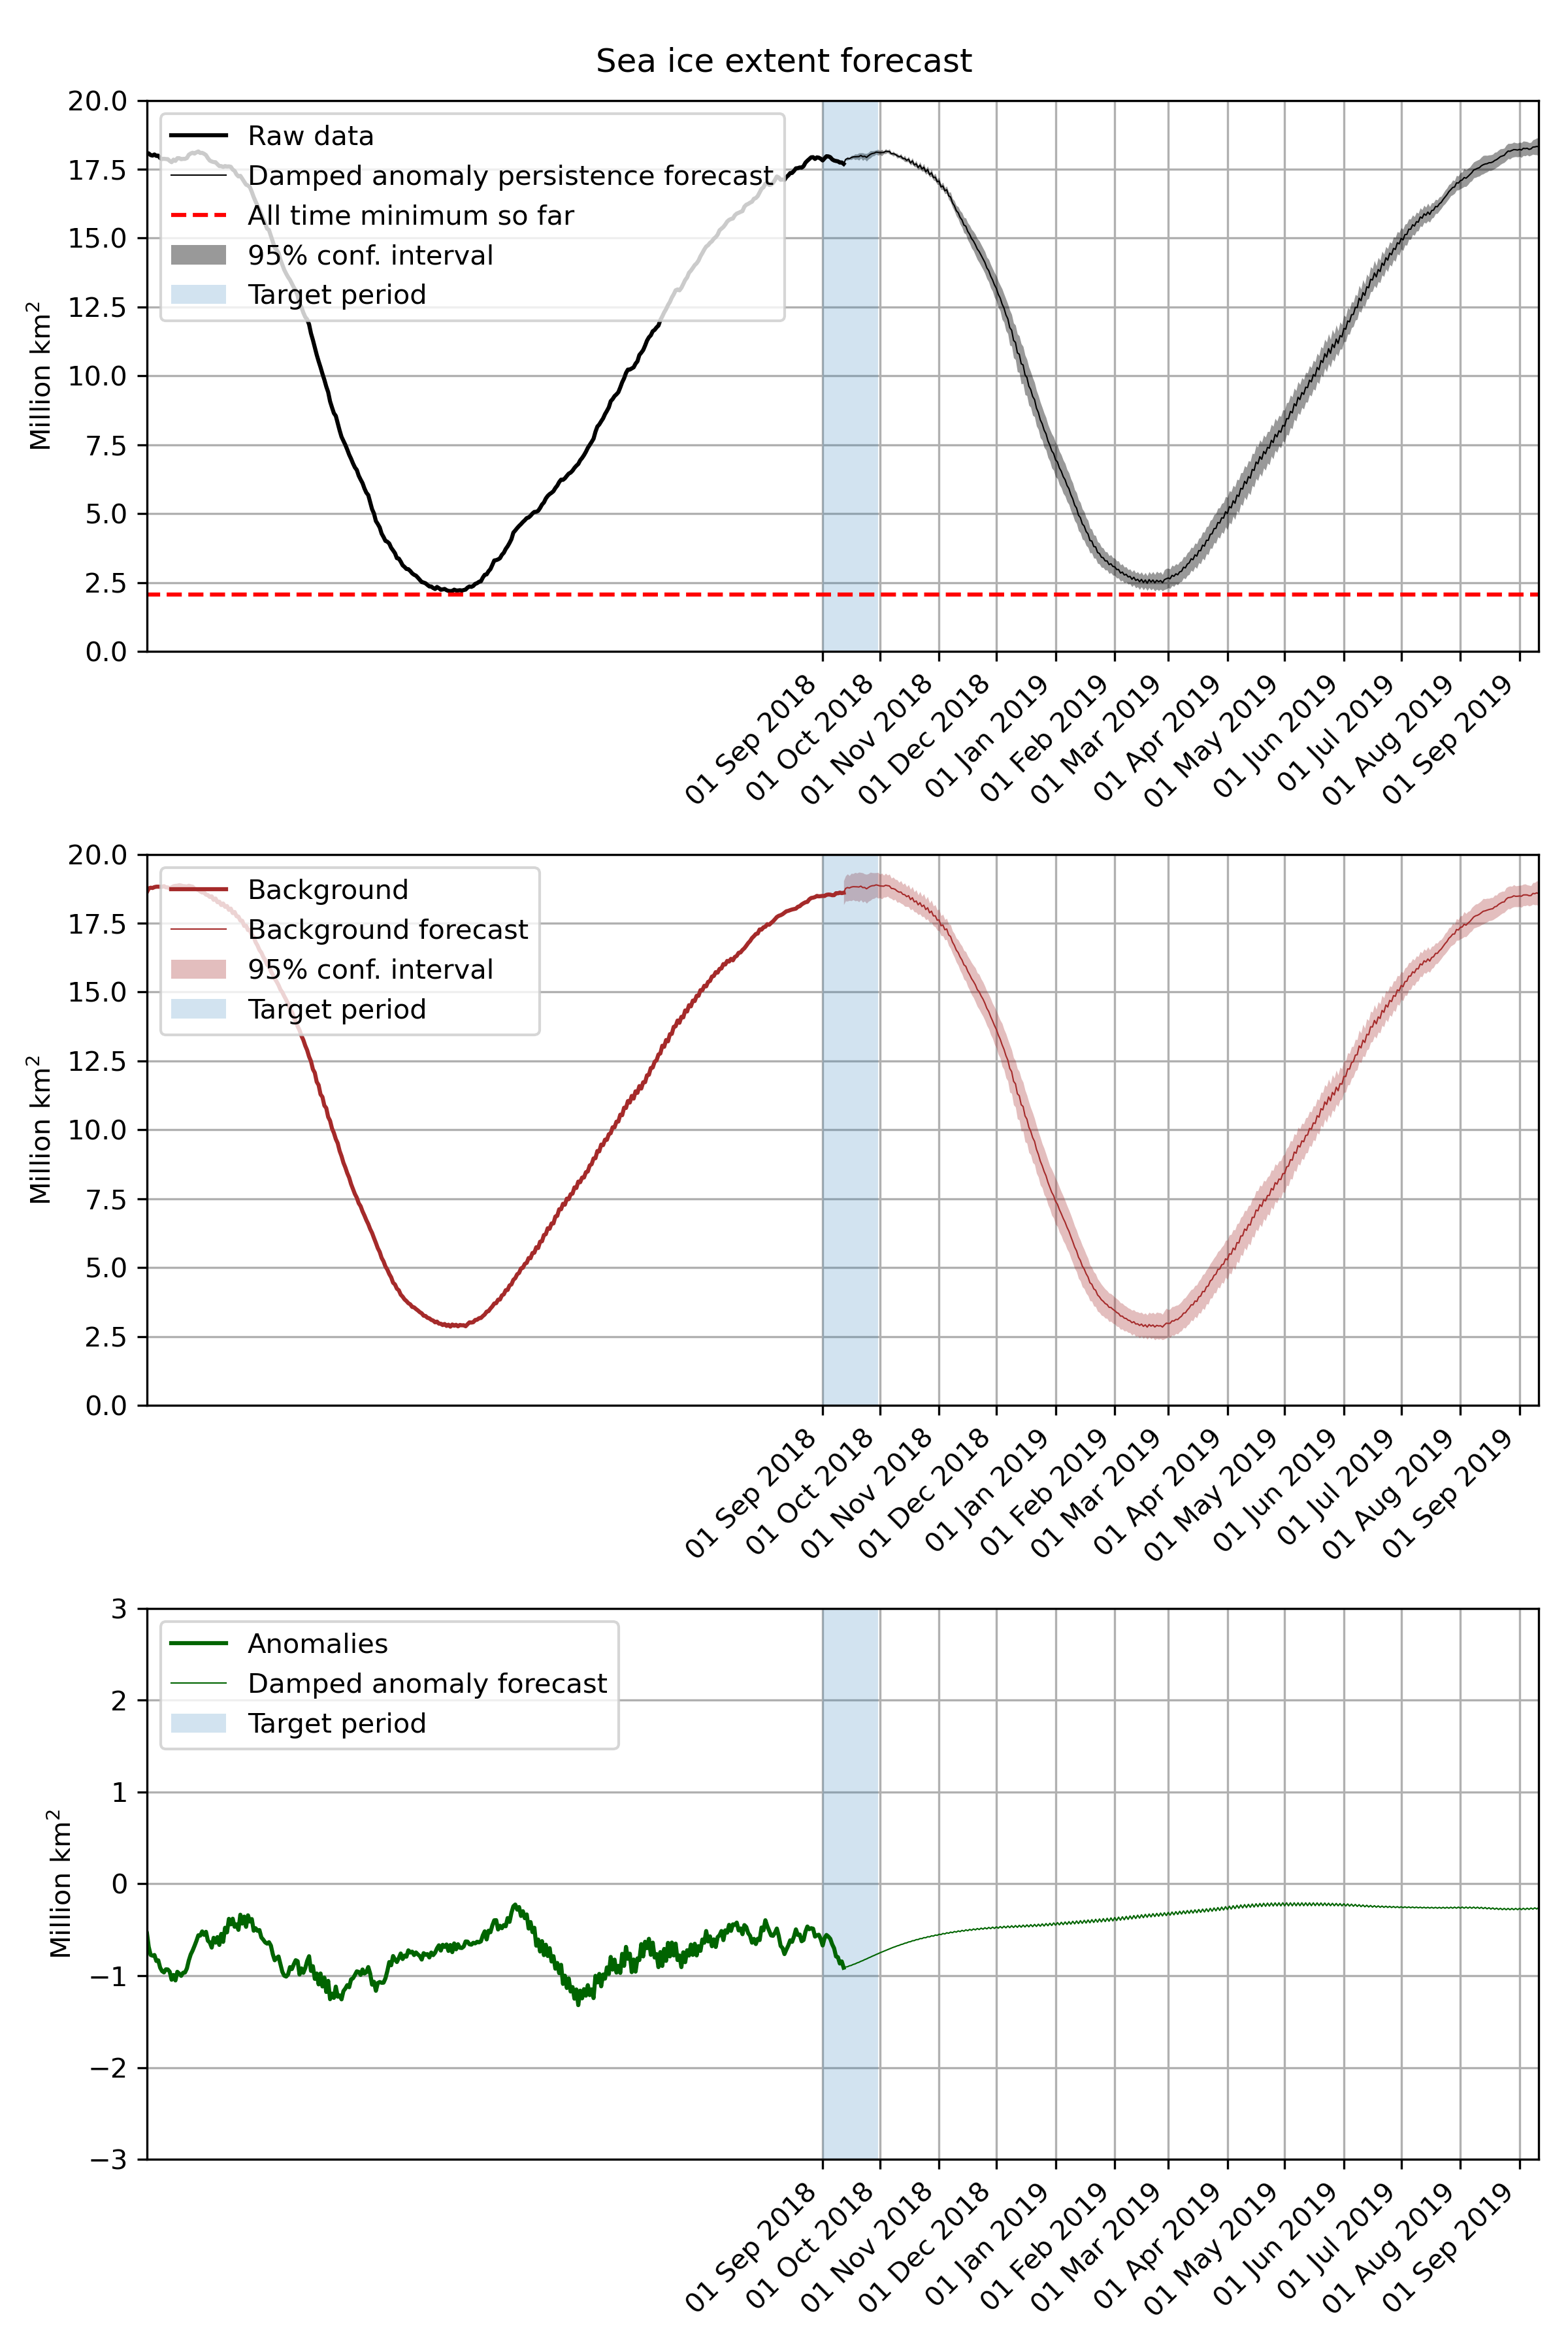 Sea ice extent forecast
20.0
17.5
15.0
12.5
10.0
7.5
5.0
2.5
0.0
Million km²
Raw data
Damped anomaly persistence forecast
All time minimum so far
95% conf. interval
Target period
01 Sep 2018
01 Oct 2018
01 Nov 2018
01 Dec 2018
01 Jan 2019
01 Feb 2019
01 Mar 2019
01 Apr 2019
01 May 2019
01 Jun 2019
01 Jul 2019
01 Aug 2019
01 Sep 2019
20.0
17.5
15.0
12.5
10.0
7.5
5.0
2.5
0.0
Million km²
Background
Background forecast
95% conf. interval
Target period
01 Sep 2018
01 Oct 2018
01 Nov 2018
01 Dec 2018
01 Jan 2019
01 Feb 2019
01 Mar 2019
01 Apr 2019
01 May 2019
01 Jun 2019
01 Jul 2019
01 Aug 2019
01 Sep 2019
3
2
1
0
−1
−2
−3
Million km²
Anomalies
Damped anomaly forecast
Target period
01 Sep 2018
01 Oct 2018
01 Nov 2018
01 Dec 2018
01 Jan 2019
01 Feb 2019
01 Mar 2019
01 Apr 2019
01 May 2019
01 Jun 2019
01 Jul 2019
01 Aug 2019
01 Sep 2019